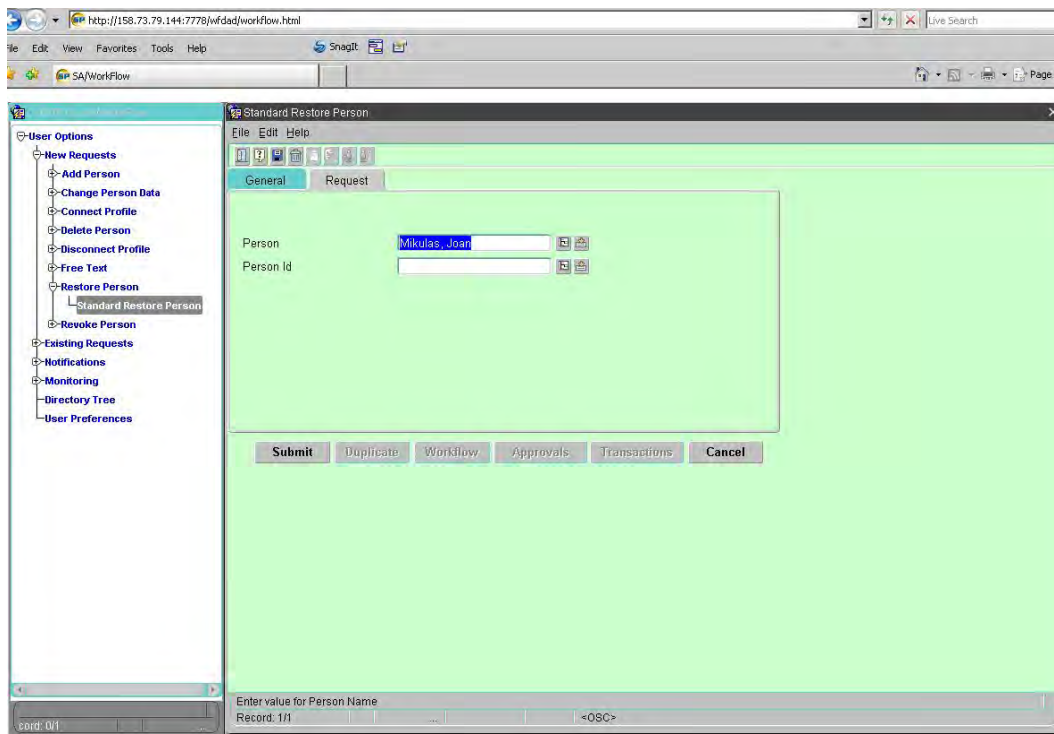 http://158.73.79.144:7778/wfdad/workflow.html
Live Search
File Edit View Favorites Tools Help
SnagIt
SA/WorkFlow
Page
Standard Restore Person
File Edit Help
General Request
User Options
New Requests
Add Person
Change Person Data
Connect Profile
Delete Person
Disconnect Profile
Free Text
Restore Person
Standard Restore Person
Revoke Person
Existing Requests
Notifications
Monitoring
Directory Tree
User Preferences
Person Mikulas, Joan
Person Id
Submit Duplicate Workflow Approvals Transactions Cancel
Enter value for Person Name
Record: 1/1 ... <OSC>
cord: 0/1 ...